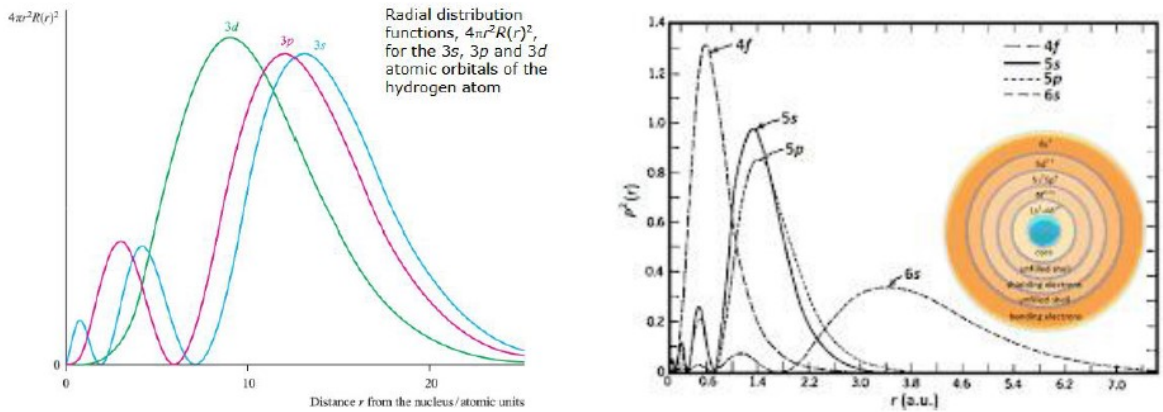 4πr²R(r)²
3d
3p
3s
Radial distribution
functions, 4πr²R(r)²,
for the 3s, 3p and 3d
atomic orbitals of the
hydrogen atom
0
0
10
20
Distance r from the nucleus/atomic units
1.4
1.2
1.0
0.8
0.6
0.4
0.2
0
P²(r)
4f
5s
5p
6s
4f
5s
5p
6s
core
unfilled shell
shielding electrons
unfilled shell
bonding electrons
0
0.6
1.4
2.2
3.0
3.8
4.6
5.4
6.2
7.0
r (a.u.)